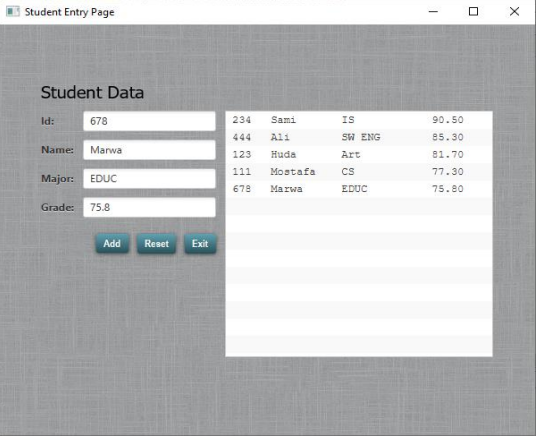 Student Entry Page
Student Data
Id: 678
Name: Marwa
Major: EDUC
Grade: 75.8
Add Reset Exit
234 Sami IS 90.50
444 Ali SW ENG 85.30
123 Huda Art 81.70
111 Mostafa CS 77.30
678 Marwa EDUC 75.80